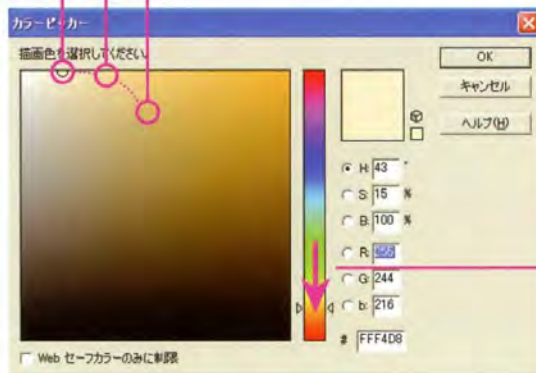 カラーピッカー
描画色を選択してください。
OK
キャンセル
ヘルプ(H)
H: 43 °
S: 15 %
B: 100 %
R: 255
G: 244
b: 216
# FFF4D8
Web セーフカラーのみに制限